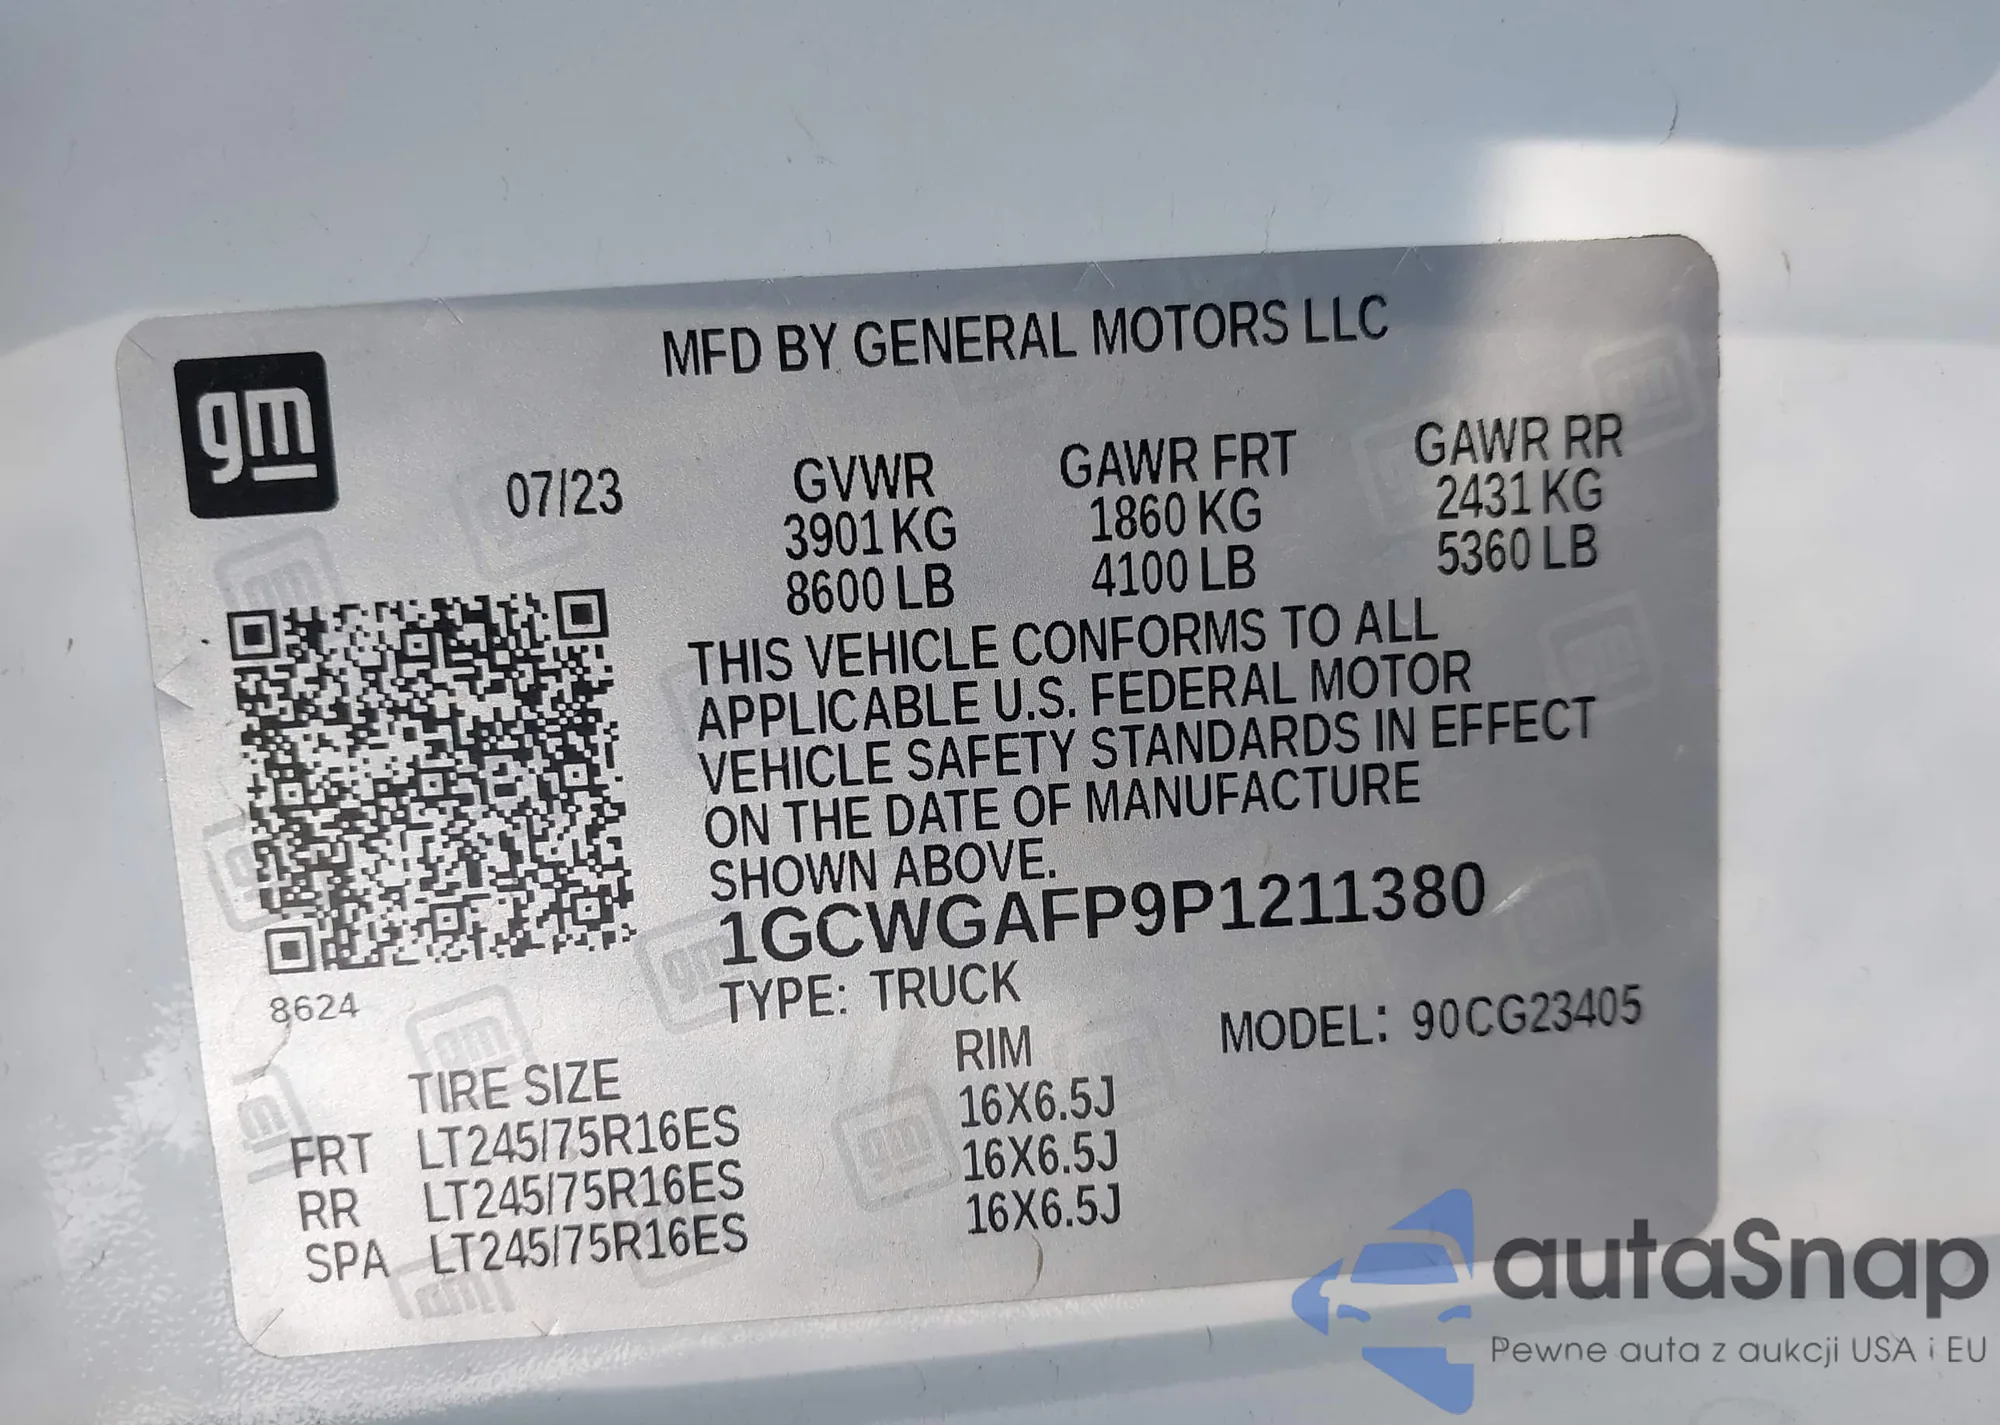 gm
MFD BY GENERAL MOTORS LLC
07/23
GVWR GAWR FRT GAWR RR
3901 KG 1860 KG 2431 KG
8600 LB 4100 LB 5360 LB
THIS VEHICLE CONFORMS TO ALL
APPLICABLE U.S. FEDERAL MOTOR
VEHICLE SAFETY STANDARDS IN EFFECT
ON THE DATE OF MANUFACTURE
SHOWN ABOVE.
1GCWGAFP9P1211380
TYPE: TRUCK MODEL: 90CG23405
8624
TIRE SIZE RIM
FRT LT245/75R16ES 16X6.5J
RR LT245/75R16ES 16X6.5J
SPA LT245/75R16ES 16X6.5J
autaSnap
Pewne auta z aukcji USA i EU